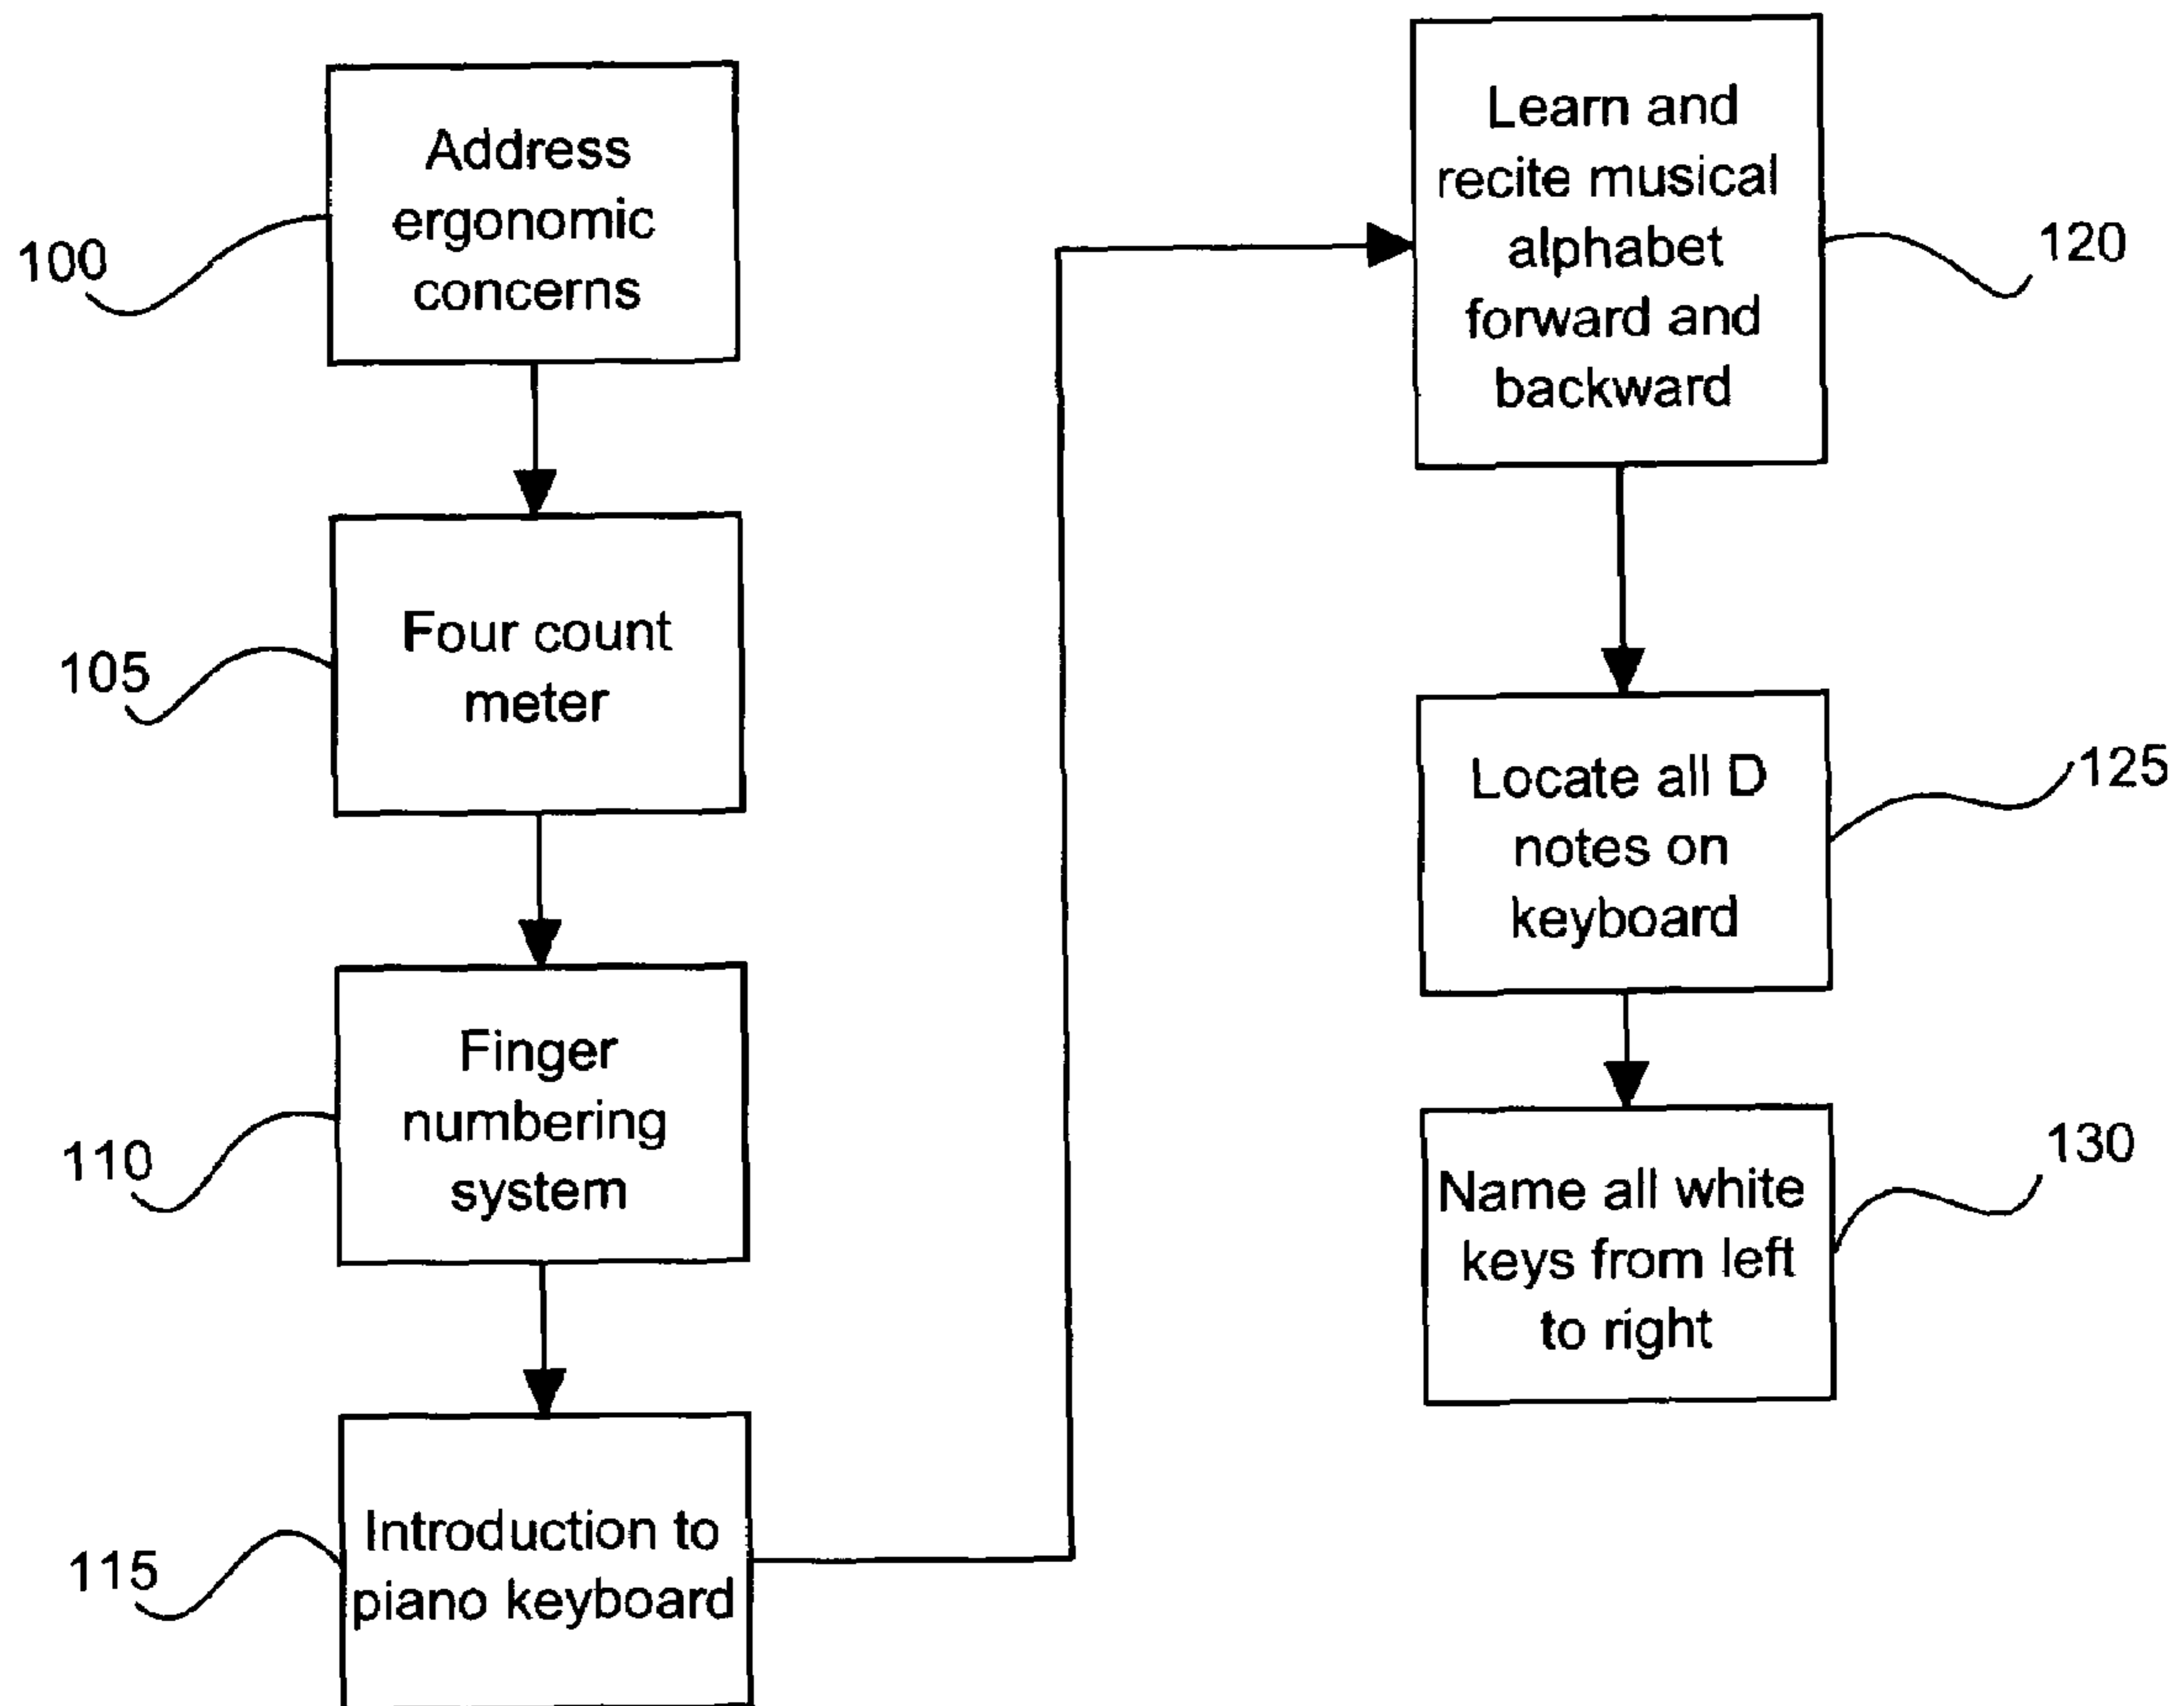 100
Address
ergonomic
concerns
105
Four count
meter
110
Finger
numbering
system
115
Introduction to
piano keyboard
Learn and
recite musical
alphabet
forward and
backward
120
Locate all D
notes on
keyboard
125
Name all white
keys from left
to right
130